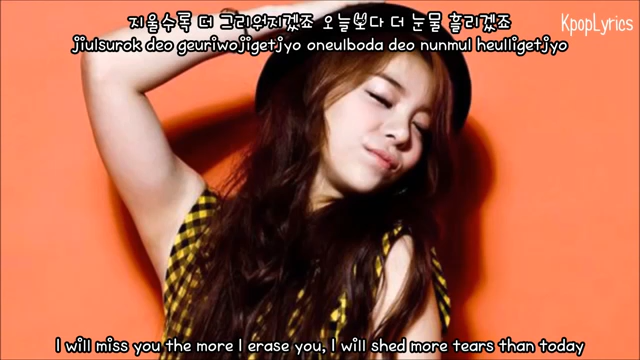 지울수록 더 그리워지겠죠 오늘보다 더 눈물 흘리겠죠
jiulsurok deo geuriwojigetjyo oneulboda deo nunmul heulligetjyo
KpopLyrics
I will miss you the more I erase you, I will shed more tears than today